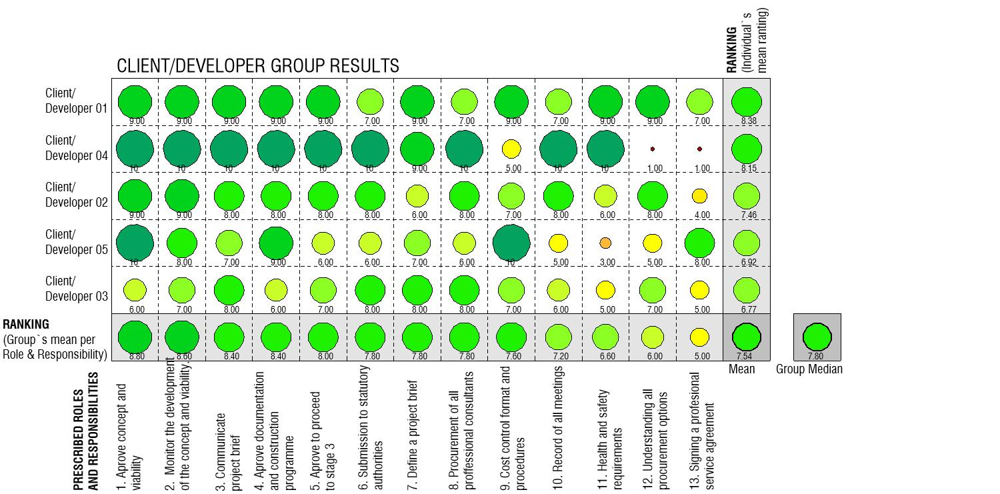 RANKING
(Individual`s
mean ranting)
CLIENT/DEVELOPER GROUP RESULTS
Client/
Developer 01
9.00 9.00 9.00 9.00 9.00 7.00 9.00 7.00 9.00 7.00 9.00 9.00 7.00 8.38
Client/
Developer 04
10 10 10 10 10 10 9.00 10 5.00 10 10 1.00 1.00 8.15
Client/
Developer 02
9.00 9.00 8.00 8.00 8.00 8.00 6.00 8.00 7.00 8.00 6.00 8.00 4.00 7.46
Client/
Developer 05
10 8.00 7.00 9.00 6.00 6.00 7.00 6.00 10 5.00 3.00 5.00 8.00 6.92
Client/
Developer 03
6.00 7.00 8.00 6.00 7.00 8.00 8.00 8.00 7.00 6.00 5.00 7.00 5.00 6.77
RANKING
(Group`s mean per
Role & Responsibility)
8.80 8.60 8.40 8.40 8.00 7.80 7.80 7.80 7.60 7.20 6.60 6.00 5.00 7.54 7.80
Mean
Group Median
PRESCRIBED ROLES
AND RESPONSIBILITIES
1. Aprove concept and
viability
2. Monitor the development
of the concept and viability.
3. Communicate
project brief
4. Aprove documentation
and construction
programme
5. Aprove to proceed
to stage 3
6. Submission to statutory
authorities
7. Define a project brief
8. Procurement of all
proffessional consultants
9. Cost control format and
procedures
10. Record of all meetings
11. Health and safety
requirements
12. Understanding all
procurement options
13. Signing a profesional
service agreement